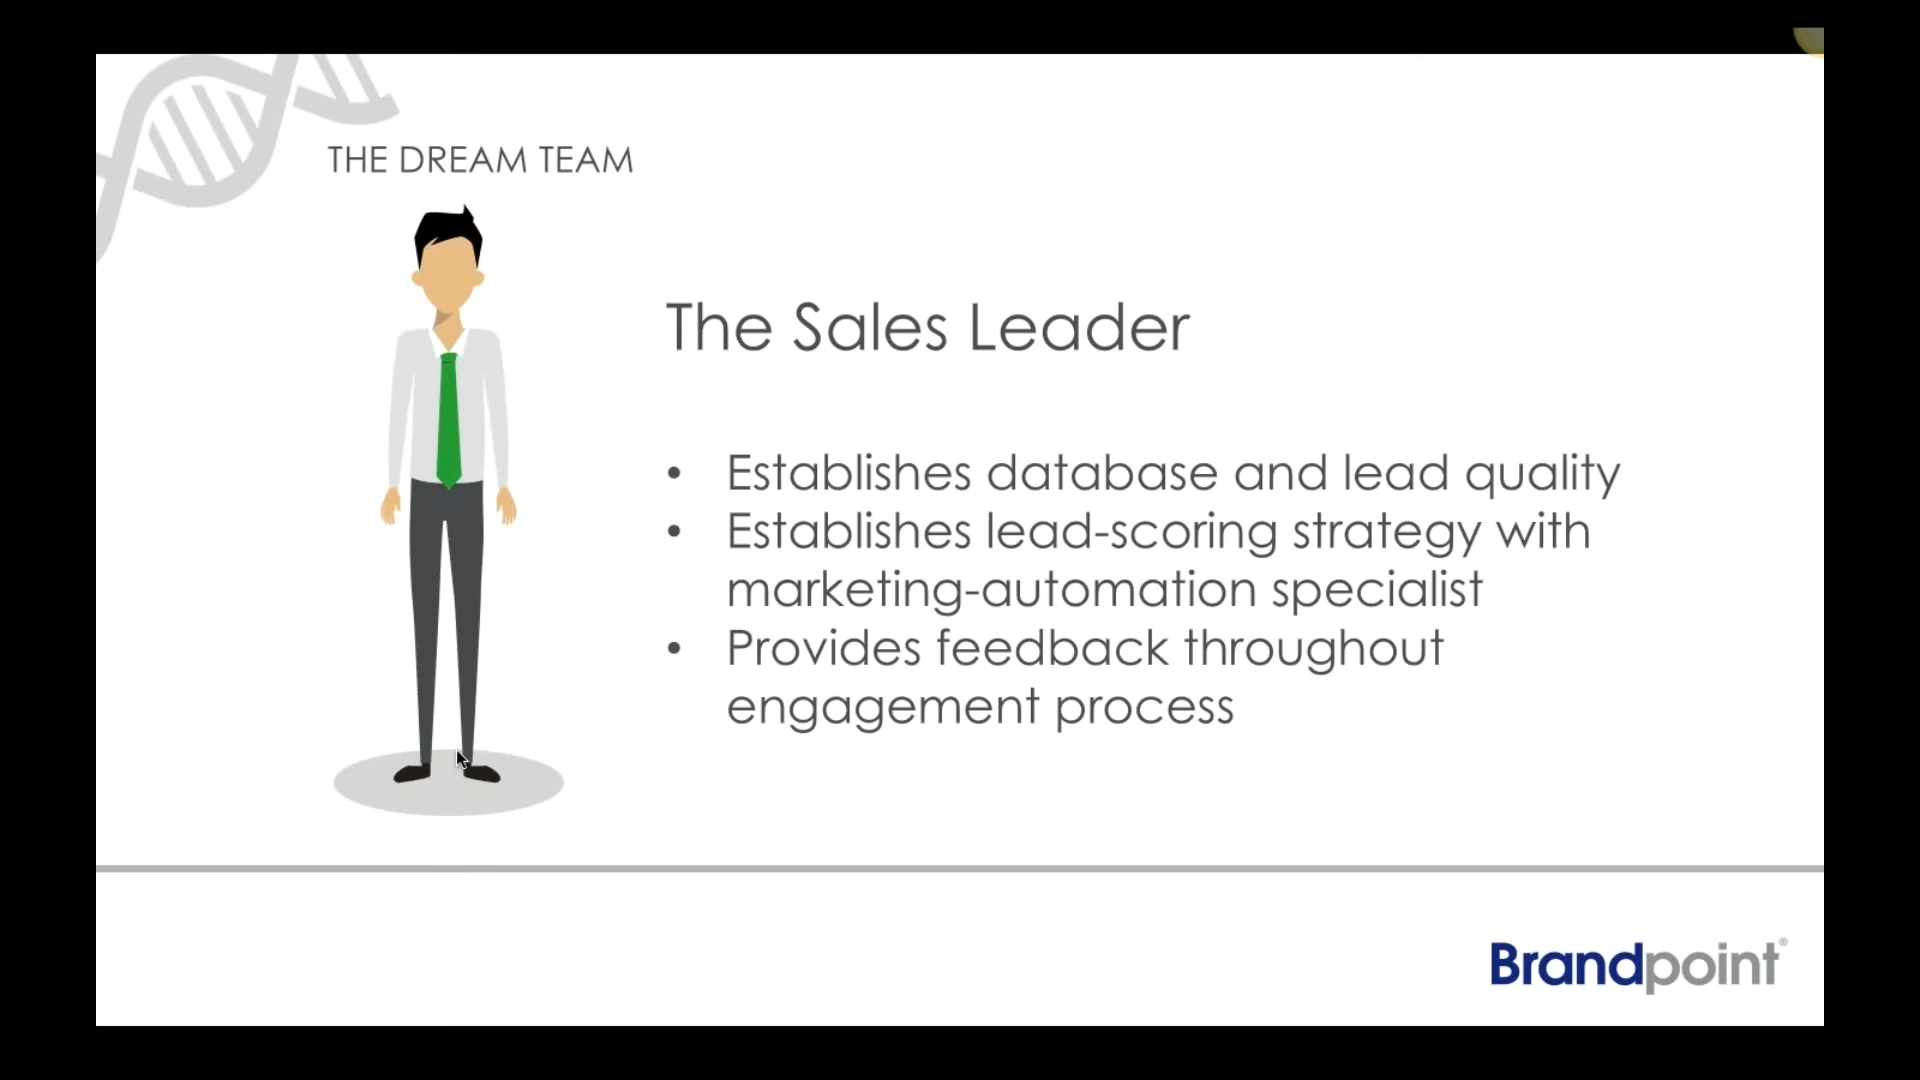 THE DREAM TEAM
The Sales Leader
• Establishes database and lead quality
• Establishes lead-scoring strategy with
marketing-automation specialist
• Provides feedback throughout
engagement process
Brandpoint®